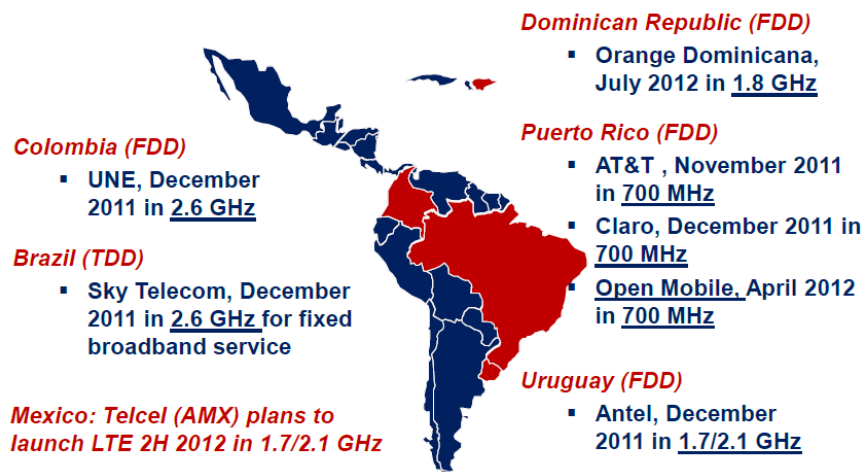 Dominican Republic (FDD)
▪ Orange Dominicana,
July 2012 in 1.8 GHz
Colombia (FDD)
▪ UNE, December
2011 in 2.6 GHz
Brazil (TDD)
▪ Sky Telecom, December
2011 in 2.6 GHz for fixed
broadband service
Mexico: Telcel (AMX) plans to
launch LTE 2H 2012 in 1.7/2.1 GHz
Puerto Rico (FDD)
▪ AT&T , November 2011
in 700 MHz
▪ Claro, December 2011 in
700 MHz
▪ Open Mobile, April 2012
in 700 MHz
Uruguay (FDD)
▪ Antel, December
2011 in 1.7/2.1 GHz